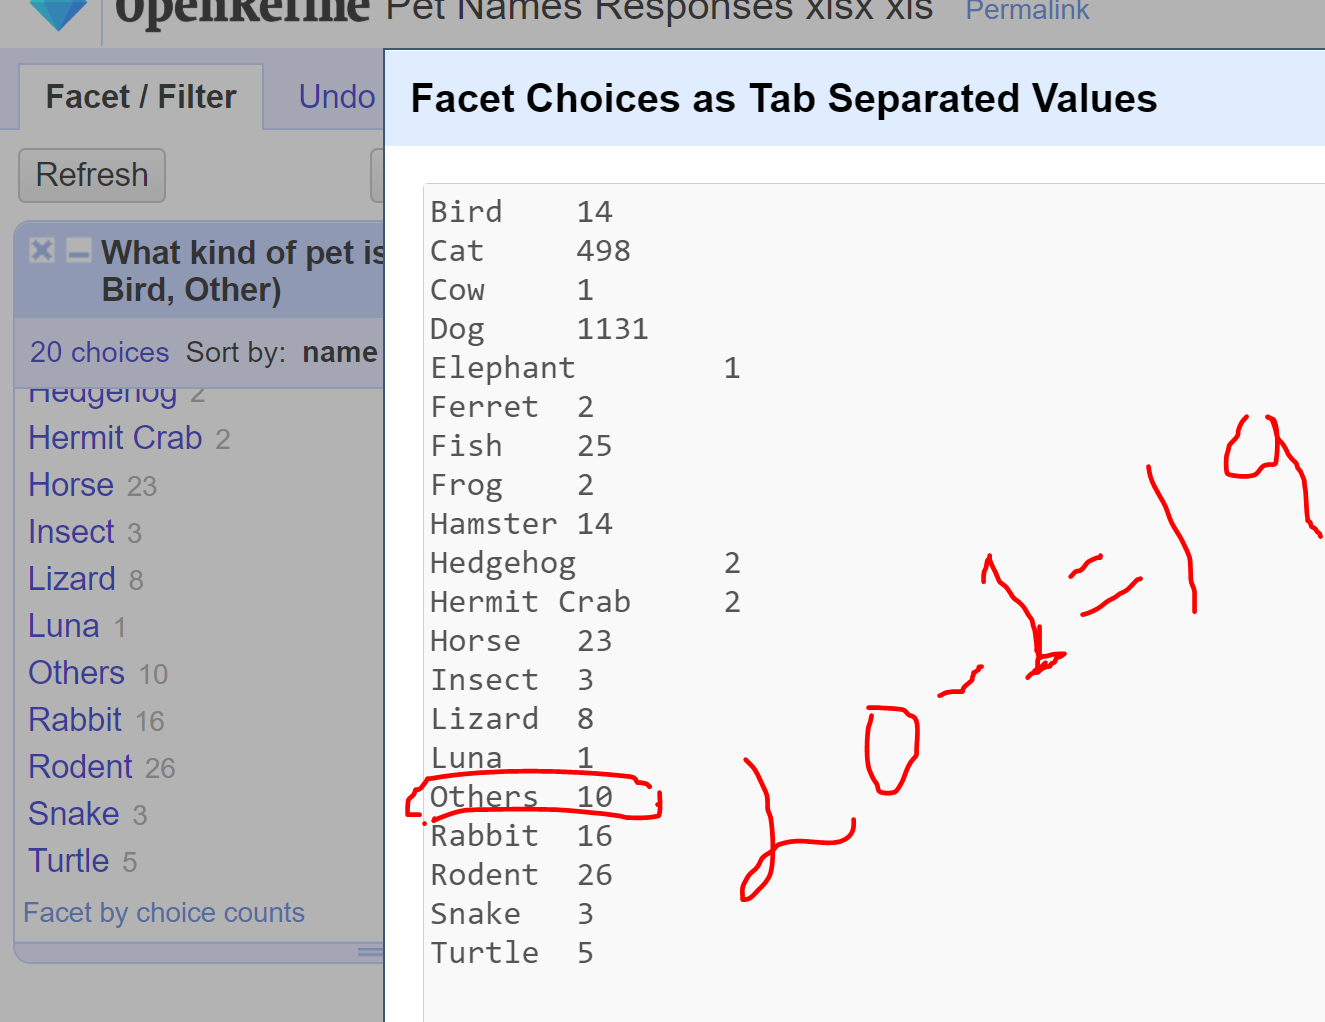 OpenRefine Pet Names Responses xlsx xls Permalink
Facet / Filter
Undo
Refresh
What kind of pet is
Bird, Other)
20 choices Sort by: name
Hedgehog 2
Hermit Crab 2
Horse 23
Insect 3
Lizard 8
Luna 1
Others 10
Rabbit 16
Rodent 26
Snake 3
Turtle 5
Facet by choice counts
Facet Choices as Tab Separated Values
Bird 14
Cat 498
Cow 1
Dog 1131
Elephant 1
Ferret 2
Fish 25
Frog 2
Hamster 14
Hedgehog 2
Hermit Crab 2
Horse 23
Insect 3
Lizard 8
Luna 1
Others 10
Rabbit 16
Rodent 26
Snake 3
Turtle 5
20-1=19